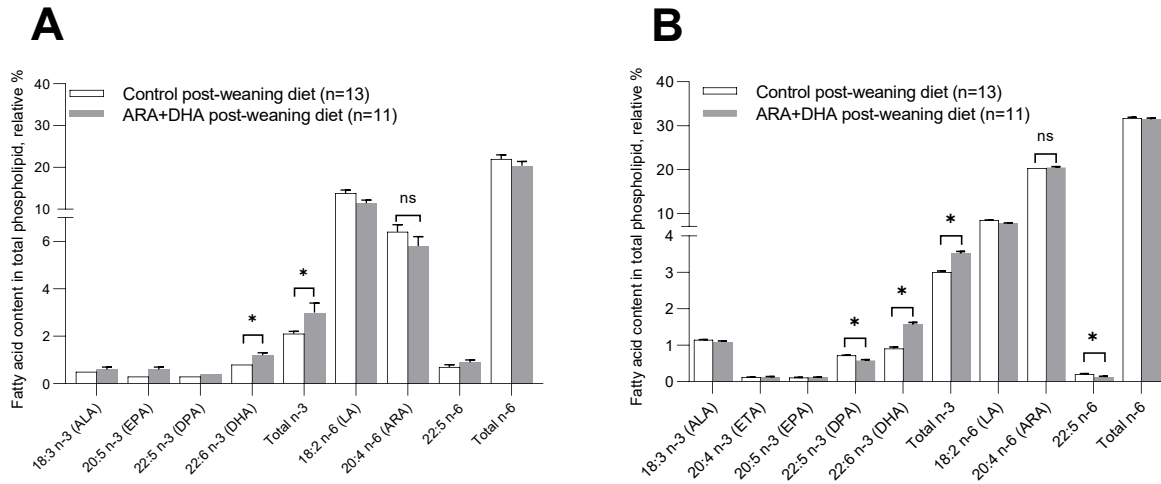 A
Fatty acid content in total phospholipid, relative %
40
30
20
10
6
4
2
0
Control post-weaning diet (n=13)
ARA+DHA post-weaning diet (n=11)
*
*
ns
18:3 n-3 (ALA)
20:5 n-3 (EPA)
22:5 n-3 (DPA)
22:6 n-3 (DHA)
Total n-3
18:2 n-6 (LA)
20:4 n-6 (ARA)
22:5 n-6
Total n-6
B
Fatty acid content in total phospholipid, relative %
40
30
20
10
4
3
2
1
0
Control post-weaning diet (n=13)
ARA+DHA post-weaning diet (n=11)
*
*
*
ns
*
18:3 n-3 (ALA)
20:4 n-3 (ETA)
20:5 n-3 (EPA)
22:5 n-3 (DPA)
22:6 n-3 (DHA)
Total n-3
18:2 n-6 (LA)
20:4 n-6 (ARA)
22:5 n-6
Total n-6